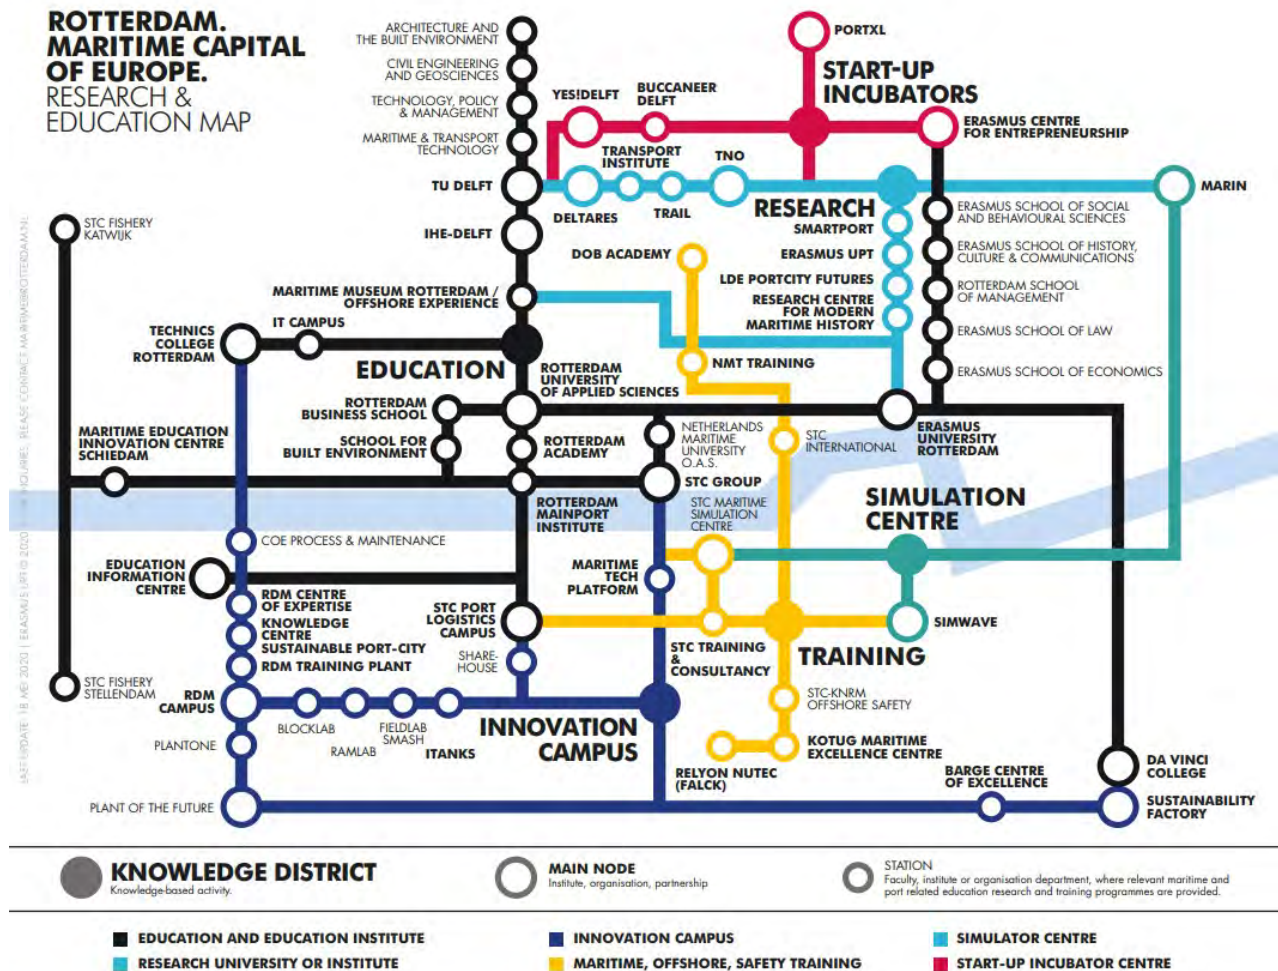 ROTTERDAM.
MARITIME CAPITAL
OF EUROPE.
RESEARCH &
EDUCATION MAP
ARCHITECTURE AND
THE BUILT ENVIRONMENT
CIVIL ENGINEERING
AND GEOSCIENCES
TECHNOLOGY, POLICY
& MANAGEMENT
MARITIME & TRANSPORT
TECHNOLOGY
TU DELFT
IHE-DELFT
MARITIME MUSEUM ROTTERDAM /
OFFSHORE EXPERIENCE
PORTXL
START-UP
INCUBATORS
YES!DELFT
BUCCANEER
DELFT
ERASMUS CENTRE
FOR ENTREPRENEURSHIP
TRANSPORT
INSTITUTE
TNO
DELTARES
TRAIL
RESEARCH
MARIN
SMARTPORT
ERASMUS UPT
LDE PORTCITY FUTURES
RESEARCH CENTRE
FOR MODERN
MARITIME HISTORY
ERASMUS SCHOOL OF SOCIAL
AND BEHAVIOURAL SCIENCES
ERASMUS SCHOOL OF HISTORY,
CULTURE & COMMUNICATIONS
ROTTERDAM SCHOOL
OF MANAGEMENT
ERASMUS SCHOOL OF LAW
ERASMUS SCHOOL OF ECONOMICS
DOB ACADEMY
NMT TRAINING
STC FISHERY
KATWIJK
TECHNICS
COLLEGE
ROTTERDAM
IT CAMPUS
EDUCATION
ROTTERDAM
UNIVERSITY
OF APPLIED SCIENCES
ROTTERDAM
BUSINESS SCHOOL
SCHOOL FOR
BUILT ENVIRONMENT
ROTTERDAM
ACADEMY
NETHERLANDS
MARITIME
UNIVERSITY
O.A.S.
STC
INTERNATIONAL
ERASMUS
UNIVERSITY
ROTTERDAM
MARITIME EDUCATION
INNOVATION CENTRE
SCHIEDAM
STC GROUP
ROTTERDAM
MAINPORT
INSTITUTE
STC MARITIME
SIMULATION
CENTRE
SIMULATION
CENTRE
COE PROCESS & MAINTENANCE
EDUCATION
INFORMATION
CENTRE
MARITIME
TECH
PLATFORM
RDM CENTRE
OF EXPERTISE
KNOWLEDGE
CENTRE
SUSTAINABLE PORT-CITY
RDM TRAINING PLANT
STC PORT
LOGISTICS
CAMPUS
SHARE-
HOUSE
STC TRAINING
&
CONSULTANCY
TRAINING
SIMWAVE
STC FISHERY
STELLENDAM
RDM
CAMPUS
BLOCKLAB
RAMLAB
FIELDLAB
SMASH
ITANKS
INNOVATION
CAMPUS
STC-KNRM
OFFSHORE SAFETY
KOTUG MARITIME
EXCELLENCE CENTRE
RELYON NUTEC
(FALCK)
PLANTONE
PLANT OF THE FUTURE
BARGE CENTRE
OF EXCELLENCE
DA VINCI
COLLEGE
SUSTAINABILITY
FACTORY
KNOWLEDGE DISTRICT
Knowledge-based activity.
MAIN NODE
Institute, organisation, partnership
STATION
Faculty, institute or organisation department, where relevant maritime and
port related education research and training programmes are provided.
EDUCATION AND EDUCATION INSTITUTE
INNOVATION CAMPUS
SIMULATOR CENTRE
RESEARCH UNIVERSITY OR INSTITUTE
MARITIME, OFFSHORE, SAFETY TRAINING
START-UP INCUBATOR CENTRE